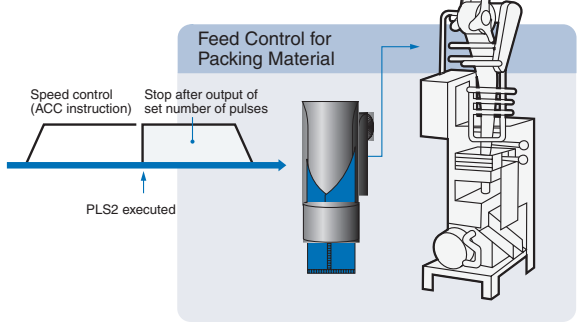 Feed Control for
Packing Material
Speed control
(ACC instruction)
Stop after output of
set number of pulses
PLS2 executed